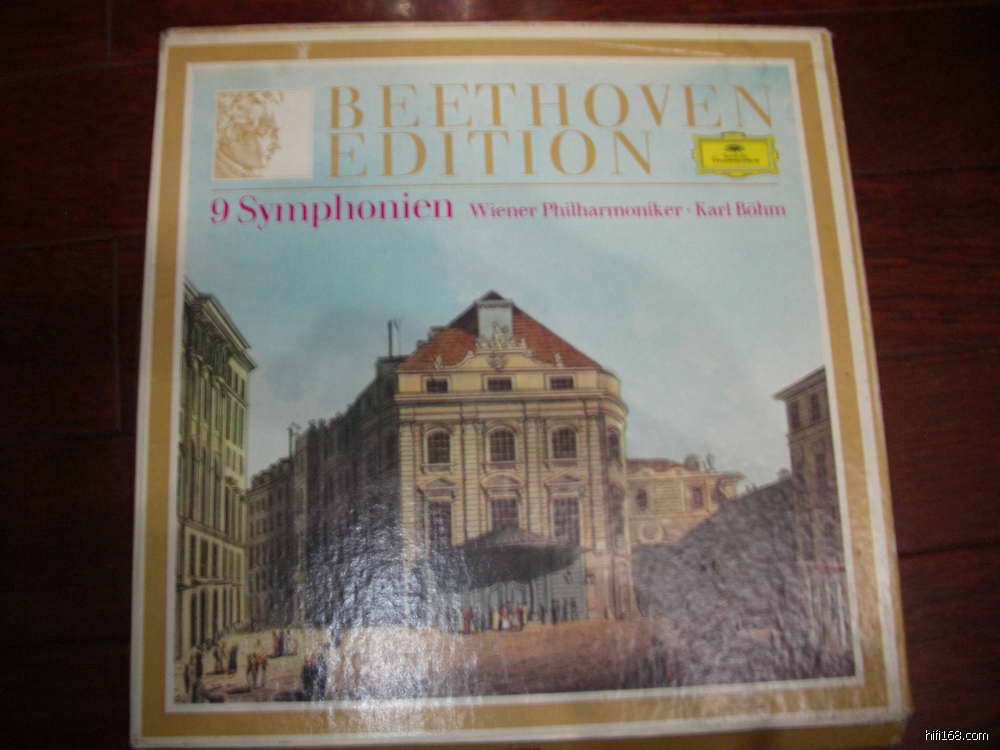 BEETHOVEN
EDITION
9 Symphonien Wiener Philharmoniker · Karl Böhm
hifi168.com